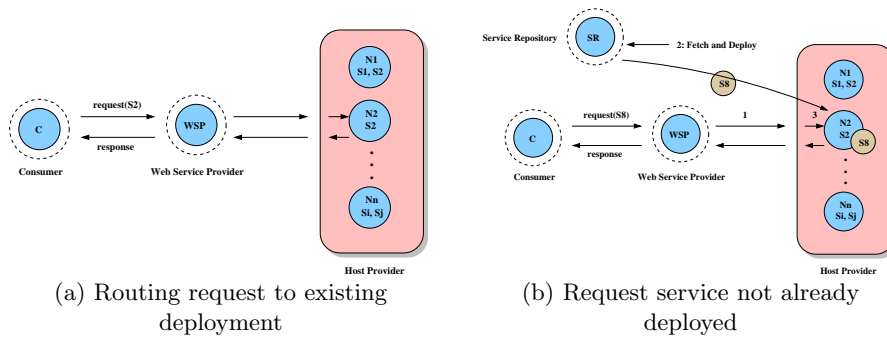 N1
S1, S2
request(S2)
N2
S2
C
WSP
response
Consumer
Web Service Provider
Nn
Si, Sj
Host Provider
(a) Routing request to existing
deployment
Service Repository
SR
2: Fetch and Deploy
S8
N1
S1, S2
request(S8)
1
3
N2
S2
S8
C
WSP
response
Consumer
Web Service Provider
Nn
Si, Sj
Host Provider
(b) Request service not already
deployed